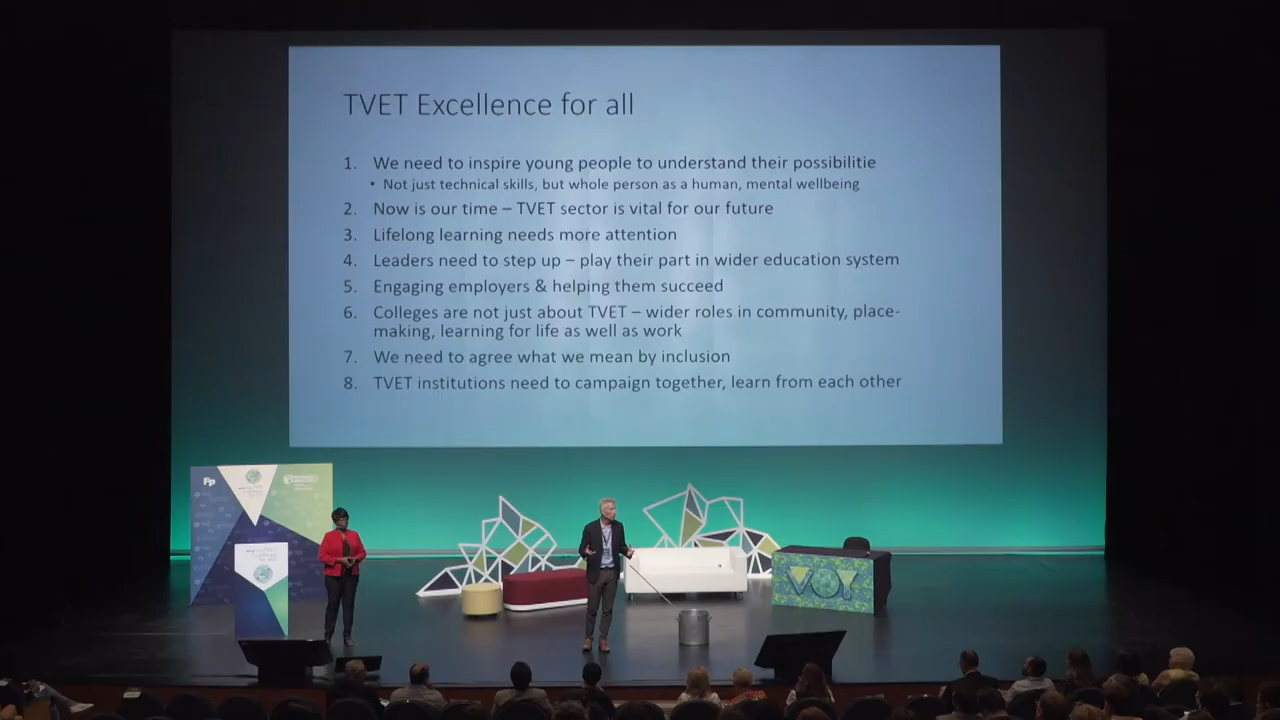 TVET Excellence for all
1. We need to inspire young people to understand their possibilitie
• Not just technical skills, but whole person as a human, mental wellbeing
2. Now is our time – TVET sector is vital for our future
3. Lifelong learning needs more attention
4. Leaders need to step up – play their part in wider education system
5. Engaging employers & helping them succeed
6. Colleges are not just about TVET – wider roles in community, place-
making, learning for life as well as work
7. We need to agree what we mean by inclusion
8. TVET institutions need to campaign together, learn from each other
Fp
VOY